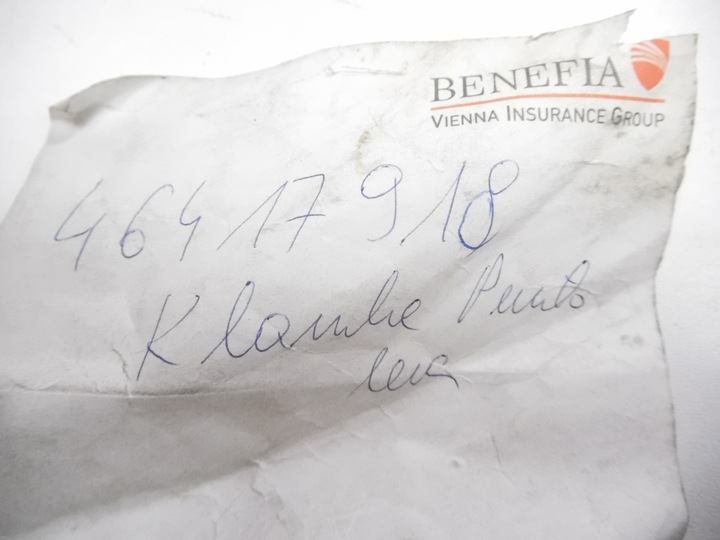 BENEFIA
VIENNA INSURANCE GROUP
46417918
Klamke Punto
lewa